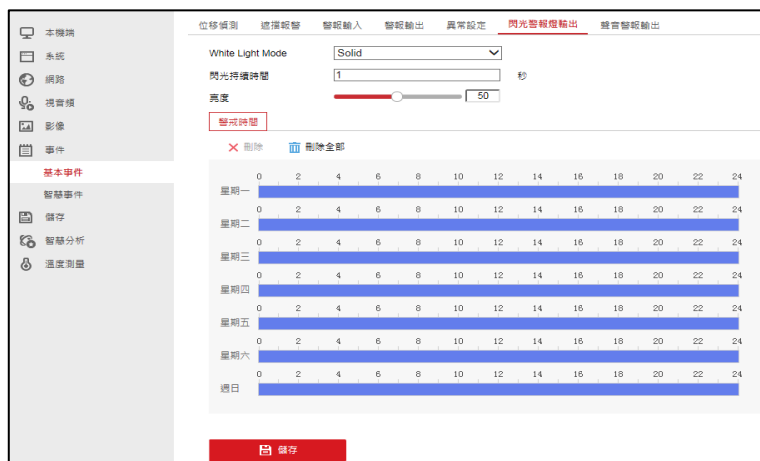 本機端
系統
網路
視音頻
影像
事件
基本事件
智慧事件
儲存
智慧分析
溫度測量
位移偵測 遮擋報警 警報輸入 警報輸出 異常設定 閃光警報燈輸出 聲音警報輸出
White Light Mode Solid
閃光持續時間 1 秒
亮度 50
警戒時間
刪除 刪除全部
0 2 4 6 8 10 12 14 16 18 20 22 24
星期一
0 2 4 6 8 10 12 14 16 18 20 22 24
星期二
0 2 4 6 8 10 12 14 16 18 20 22 24
星期三
0 2 4 6 8 10 12 14 16 18 20 22 24
星期四
0 2 4 6 8 10 12 14 16 18 20 22 24
星期五
0 2 4 6 8 10 12 14 16 18 20 22 24
星期六
0 2 4 6 8 10 12 14 16 18 20 22 24
週日
儲存